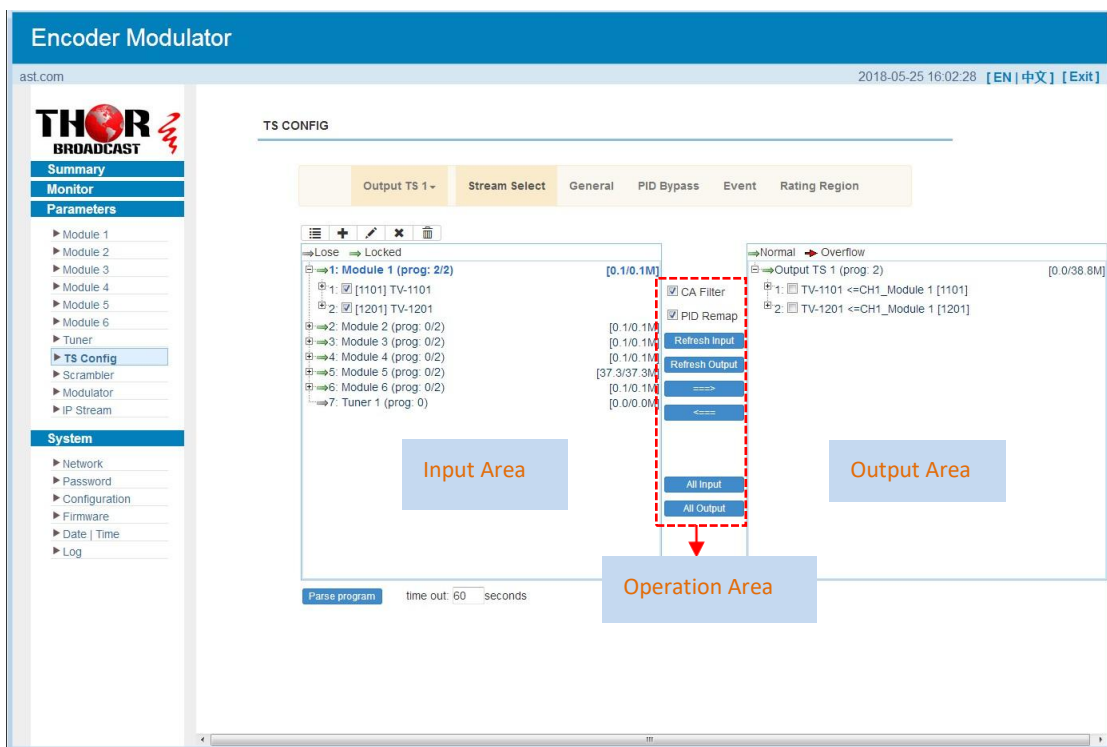 Encoder Modulator
ast.com
2018-05-25 16:02:28 [EN | 中文] [Exit]
THOR
BROADCAST
Summary
Monitor
Parameters
Module 1
Module 2
Module 3
Module 4
Module 5
Module 6
Tuner
TS Config
Scrambler
Modulator
IP Stream
System
Network
Password
Configuration
Firmware
Date | Time
Log
TS CONFIG
Output TS 1 Stream Select General PID Bypass Event Rating Region
Lose Locked
1: Module 1 (prog: 2/2) [0.1/0.1M]
1: [1101] TV-1101
2: [1201] TV-1201
2: Module 2 (prog: 0/2) [0.1/0.1M]
3: Module 3 (prog: 0/2) [0.1/0.1M]
4: Module 4 (prog: 0/2) [0.1/0.1M]
5: Module 5 (prog: 0/2) [37.3/37.3M]
6: Module 6 (prog: 0/2) [0.1/0.1M]
7: Tuner 1 (prog: 0) [0.0/0.0M]
Input Area
CA Filter
PID Remap
Refresh Input
Refresh Output
===>
<===
All Input
All Output
Operation Area
Normal Overflow
Output TS 1 (prog: 2) [0.0/38.8M]
1: TV-1101 <=CH1_Module 1 [1101]
2: TV-1201 <=CH1_Module 1 [1201]
Output Area
Parse program time out: 60 seconds